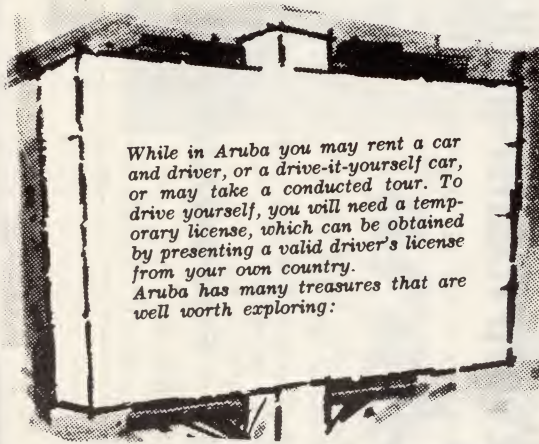 While in Aruba you may rent a car
and driver, or a drive-it-yourself car,
or may take a conducted tour. To
drive yourself, you will need a temp-
orary license, which can be obtained
by presenting a valid driver's license
from your own country.
Aruba has many treasures that are
well worth exploring: